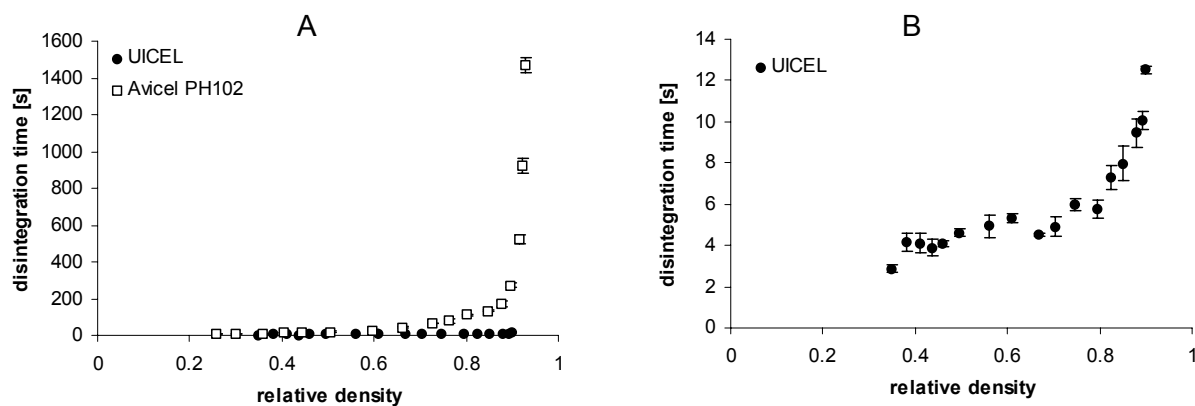 A
disintegration time [s]
1600
1400
1200
1000
800
600
400
200
0
UICEL
Avicel PH102
0 0.2 0.4 0.6 0.8 1
relative density
B
disintegration time [s]
14
12
10
8
6
4
2
0
UICEL
0 0.2 0.4 0.6 0.8 1
relative density